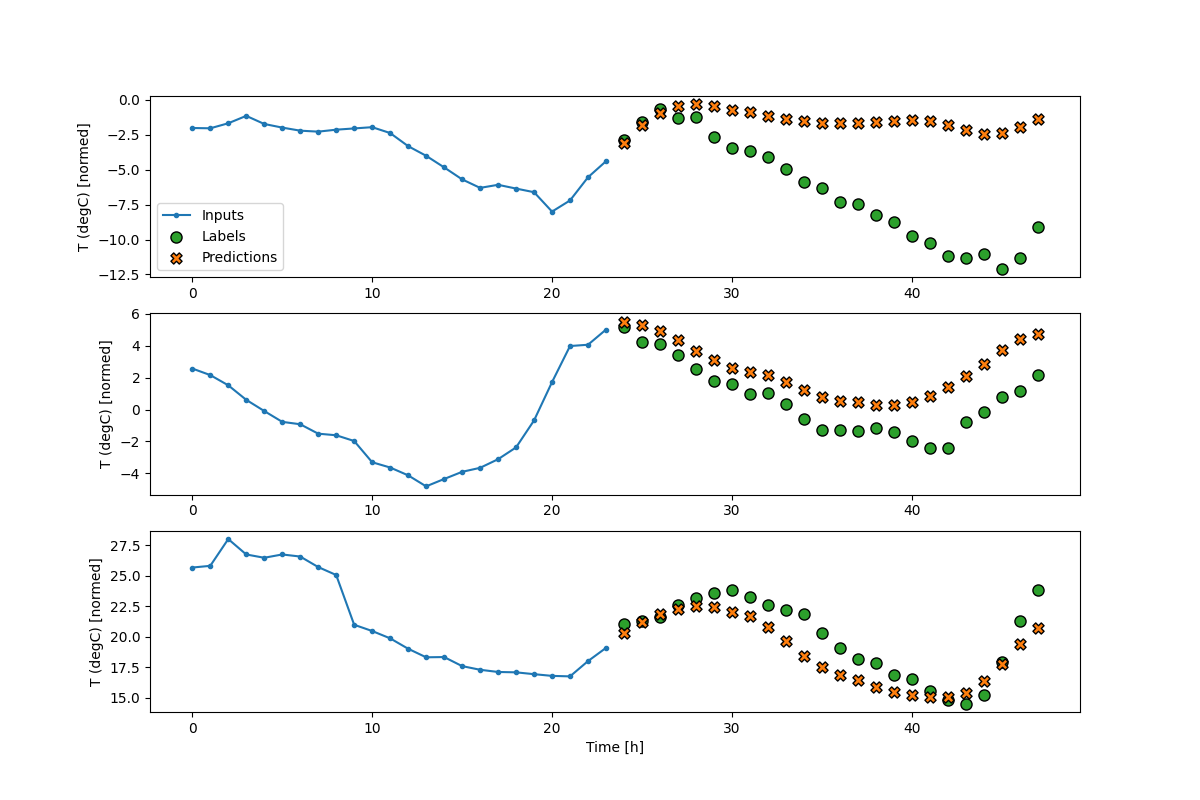 T (degC) [normed]
0.0
−2.5
−5.0
−7.5
−10.0
−12.5
Inputs
Labels
Predictions
0 10 20 30 40
T (degC) [normed]
6
4
2
0
−2
−4
0 10 20 30 40
T (degC) [normed]
27.5
25.0
22.5
20.0
17.5
15.0
0 10 20 30 40
Time [h]